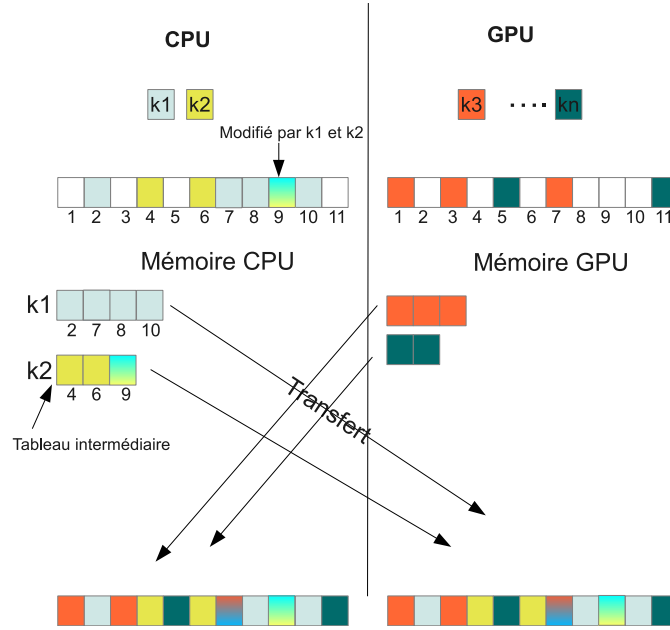 CPU
GPU
k1 k2
k3 .... kn
Modifié par k1 et k2
1 2 3 4 5 6 7 8 9 10 11
1 2 3 4 5 6 7 8 9 10 11
Mémoire CPU
Mémoire GPU
k1
2 7 8 10
k2
4 6 9
Tableau intermédiaire
Transfert